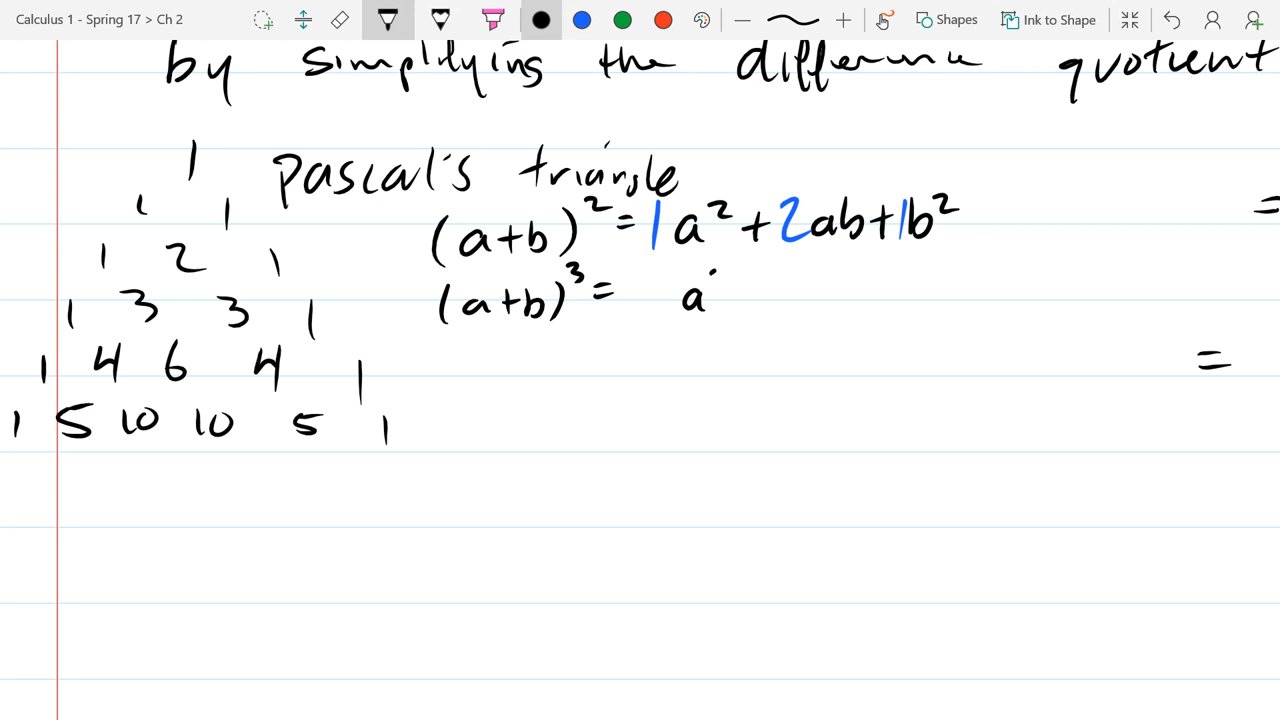 Calculus 1 - Spring 17 > Ch 2
Shapes
Ink to Shape
by simplifying the difference quotient
1 Pascal's triangle
1 1
(a+b)² = 1a² + 2ab + 1b²
1 2 1
1 3 3 1
(a+b)³ = a
1 4 6 4 1
=
1 5 10 10 5 1